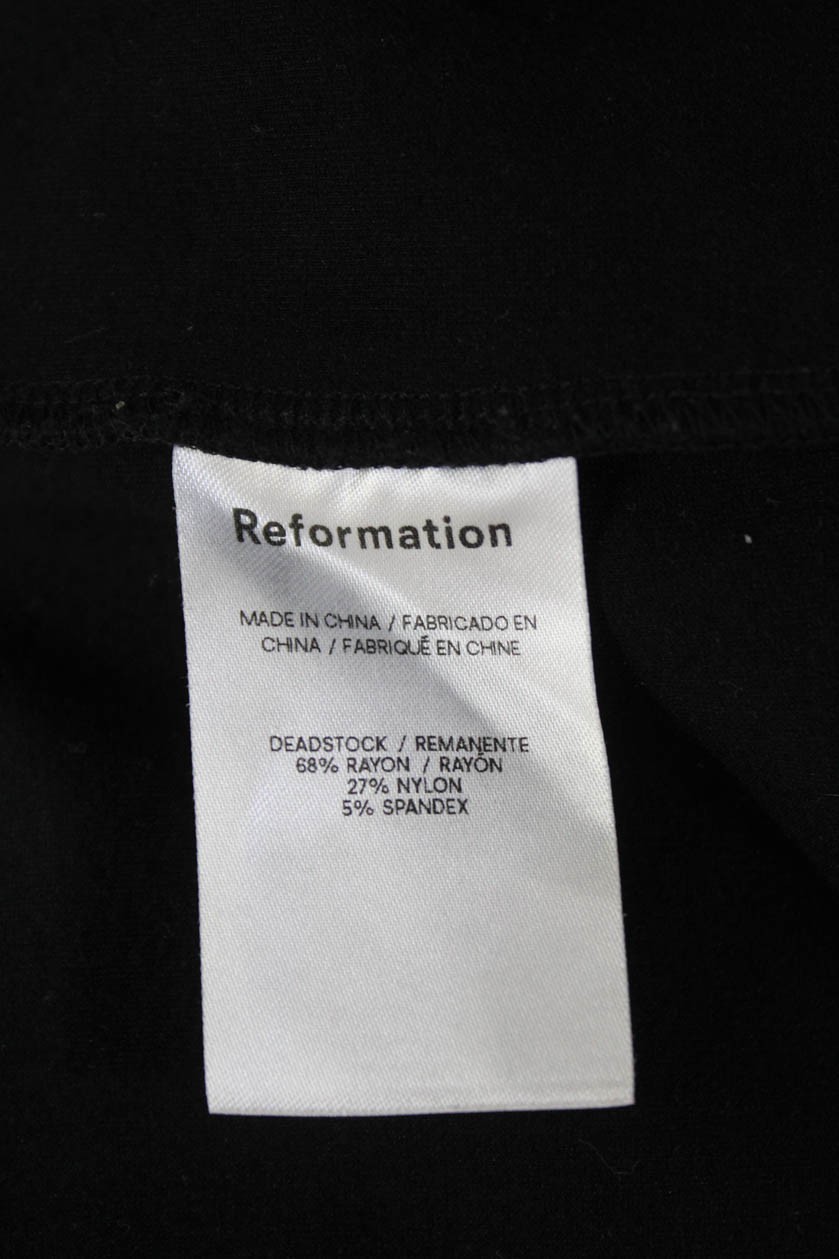 Reformation
MADE IN CHINA / FABRICADO EN
CHINA / FABRIQUÉ EN CHINE
DEADSTOCK / REMANENTE
68% RAYON / RAYÓN
27% NYLON
5% SPANDEX